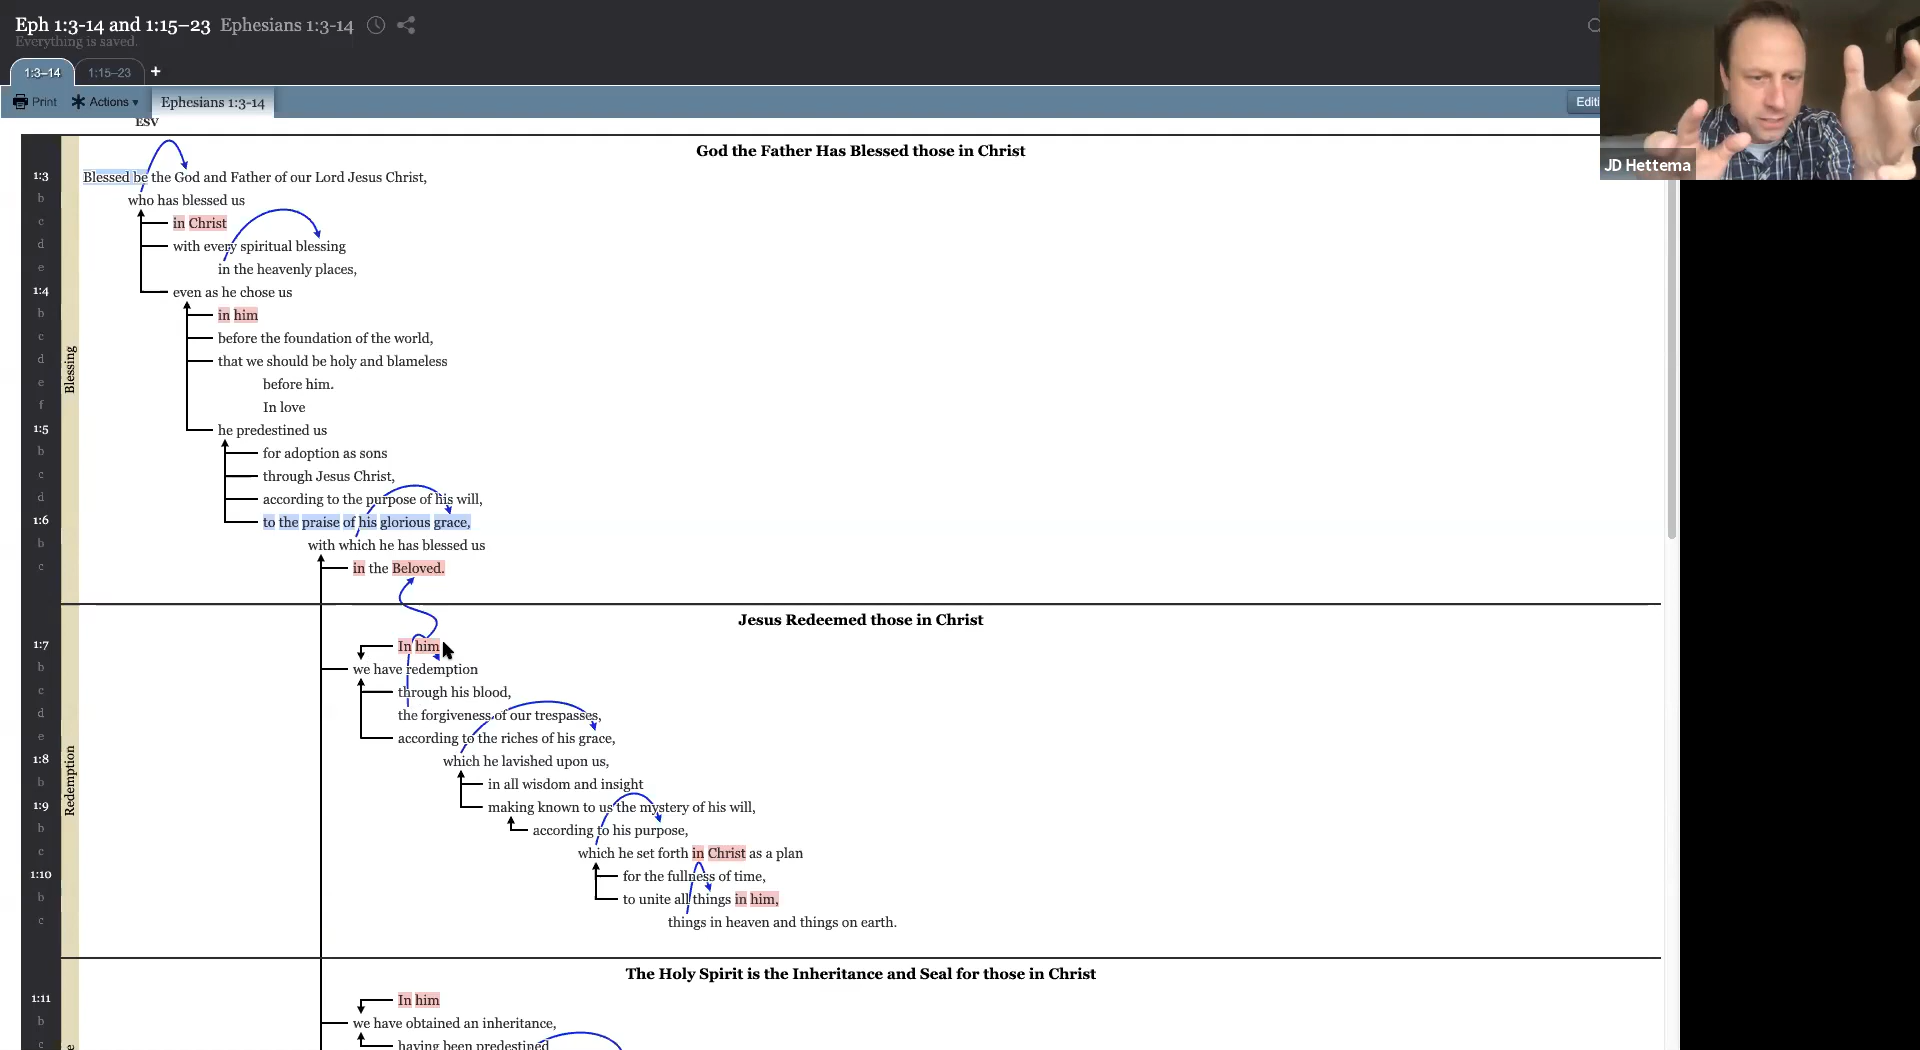 Eph 1:3-14 and 1:15–23 Ephesians 1:3-14
Everything is saved.
1:3–14 1:15–23 +
Print Actions ▾ Ephesians 1:3-14
JD Hettema
ESV
God the Father Has Blessed those in Christ
1:3 Blessed be the God and Father of our Lord Jesus Christ,
b who has blessed us
c in Christ
d with every spiritual blessing
e in the heavenly places,
1:4 even as he chose us
b in him
c before the foundation of the world,
d that we should be holy and blameless
e before him.
f In love
1:5 he predestined us
b for adoption as sons
c through Jesus Christ,
d according to the purpose of his will,
1:6 to the praise of his glorious grace,
b with which he has blessed us
c in the Beloved.
Blessing
Jesus Redeemed those in Christ
1:7 In him
b we have redemption
c through his blood,
d the forgiveness of our trespasses,
e according to the riches of his grace,
1:8 which he lavished upon us,
b in all wisdom and insight
1:9 making known to us the mystery of his will,
b according to his purpose,
c which he set forth in Christ as a plan
1:10 for the fullness of time,
b to unite all things in him,
c things in heaven and things on earth.
Redemption
The Holy Spirit is the Inheritance and Seal for those in Christ
1:11 In him
b we have obtained an inheritance,
c having been predestined